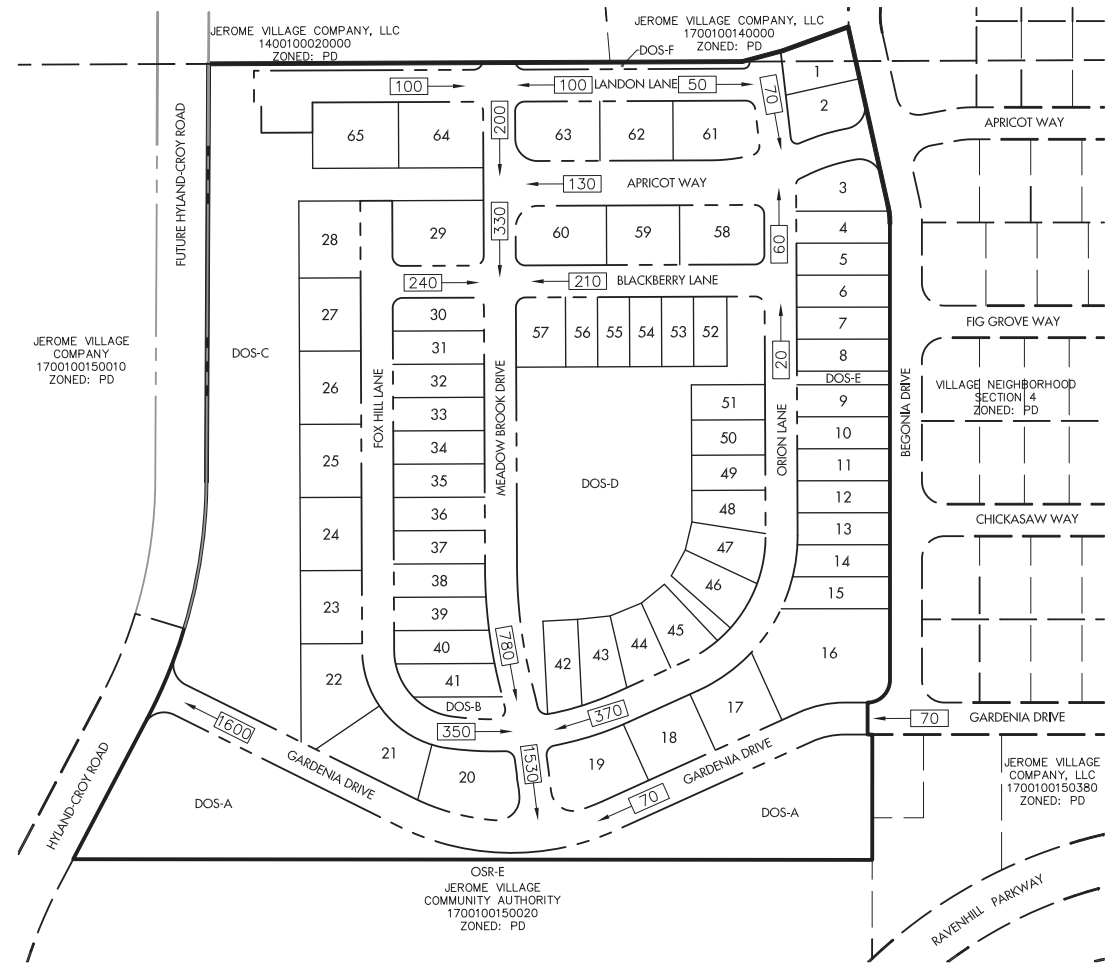 JEROME VILLAGE COMPANY, LLC
1400100020000
ZONED: PD
JEROME VILLAGE COMPANY, LLC
1700100140000
ZONED: PD
DOS-F
100
100
LANDON LANE
50
70
1
2
APRICOT WAY
FUTURE HYLAND-CROY ROAD
65
64
200
63
62
61
130
APRICOT WAY
3
28
29
330
60
59
58
60
4
5
240
210
BLACKBERRY LANE
6
27
30
57
56
55
54
53
52
7
FIG GROVE WAY
JEROME VILLAGE
COMPANY
1700100150010
ZONED: PD
DOS-C
31
20
8
DOS-E
26
FOX HILL LANE
32
MEADOW BROOK DRIVE
51
ORION LANE
9
BEGONIA DRIVE
VILLAGE NEIGHBORHOOD
SECTION 4
ZONED: PD
33
50
10
25
34
49
11
35
DOS-D
48
12
24
36
47
13
CHICKASAW WAY
37
46
14
23
38
45
15
39
44
22
40
780
43
16
41
42
DOS-B
17
1600
350
370
18
70
GARDENIA DRIVE
21
20
1530
19
GARDENIA DRIVE
GARDENIA DRIVE
70
HYLAND-CROY ROAD
DOS-A
DOS-A
JEROME VILLAGE
COMPANY, LLC
1700100150380
ZONED: PD
OSR-E
JEROME VILLAGE
COMMUNITY AUTHORITY
1700100150020
ZONED: PD
RAVENHILL PARKWAY